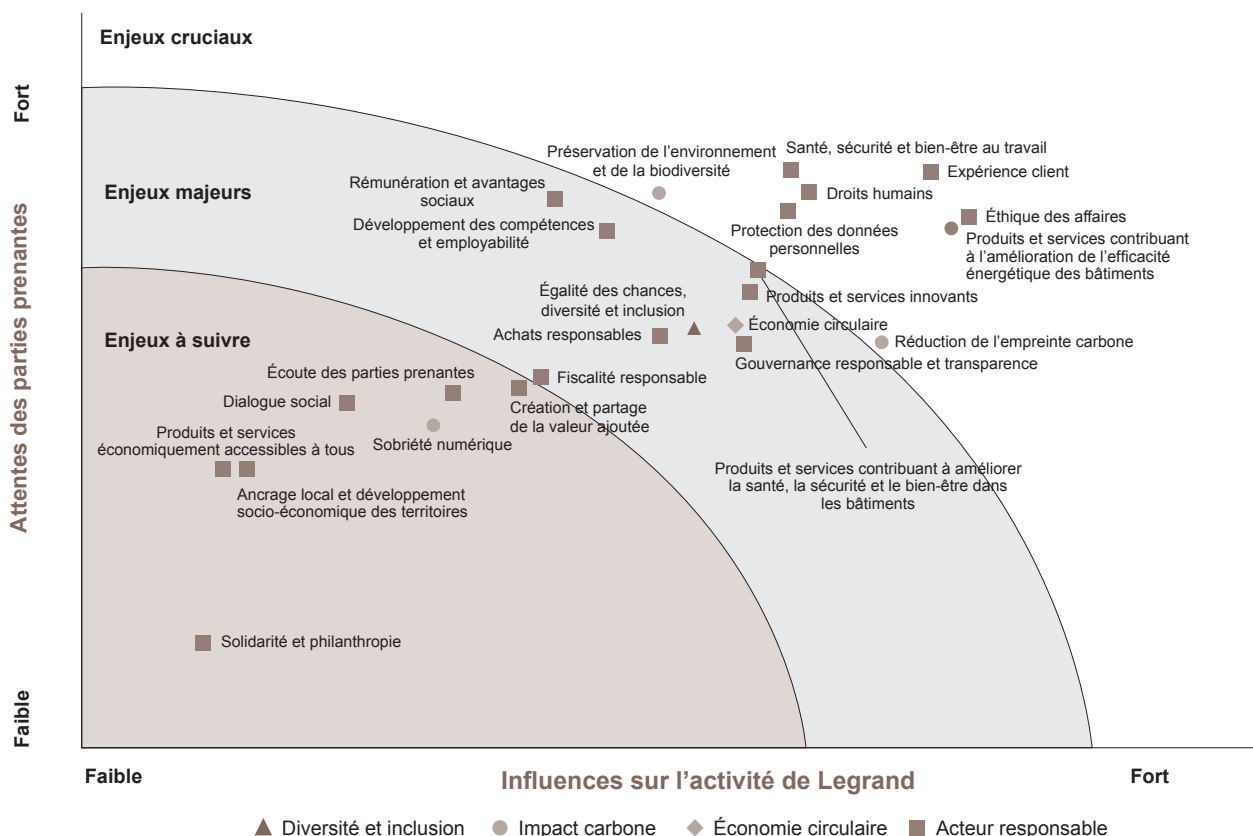 Enjeux cruciaux
Fort
Santé, sécurité et bien-être au travail
Préservation de l'environnement
et de la biodiversité
Expérience client
Rémunération et avantages
sociaux
Enjeux majeurs
Droits humains
Éthique des affaires
Développement des compétences
et employabilité
Protection des données
personnelles
Produits et services contribuant
à l'amélioration de l'efficacité
énergétique des bâtiments
Égalité des chances,
diversité et inclusion
Produits et services innovants
Économie circulaire
Achats responsables
Enjeux à suivre
Réduction de l'empreinte carbone
Gouvernance responsable et transparence
Écoute des parties prenantes
Fiscalité responsable
Dialogue social
Création et partage
de la valeur ajoutée
Produits et services
économiquement accessibles à tous
Sobriété numérique
Produits et services contribuant à améliorer
la santé, la sécurité et le bien-être dans
les bâtiments
Ancrage local et développement
socio-économique des territoires
Attentes des parties prenantes
Solidarité et philanthropie
Faible
Faible
Influences sur l'activité de Legrand
Fort
Diversité et inclusion
Impact carbone
Économie circulaire
Acteur responsable